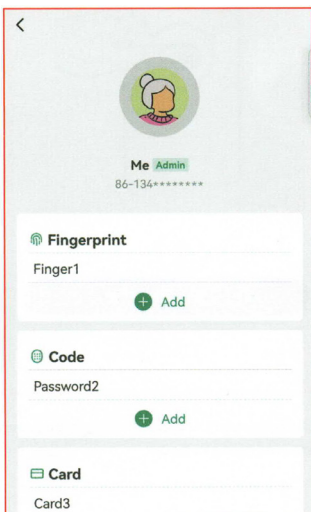 Me Admin
86-134********
Fingerprint
Finger1
Add
Code
Password2
Add
Card
Card3